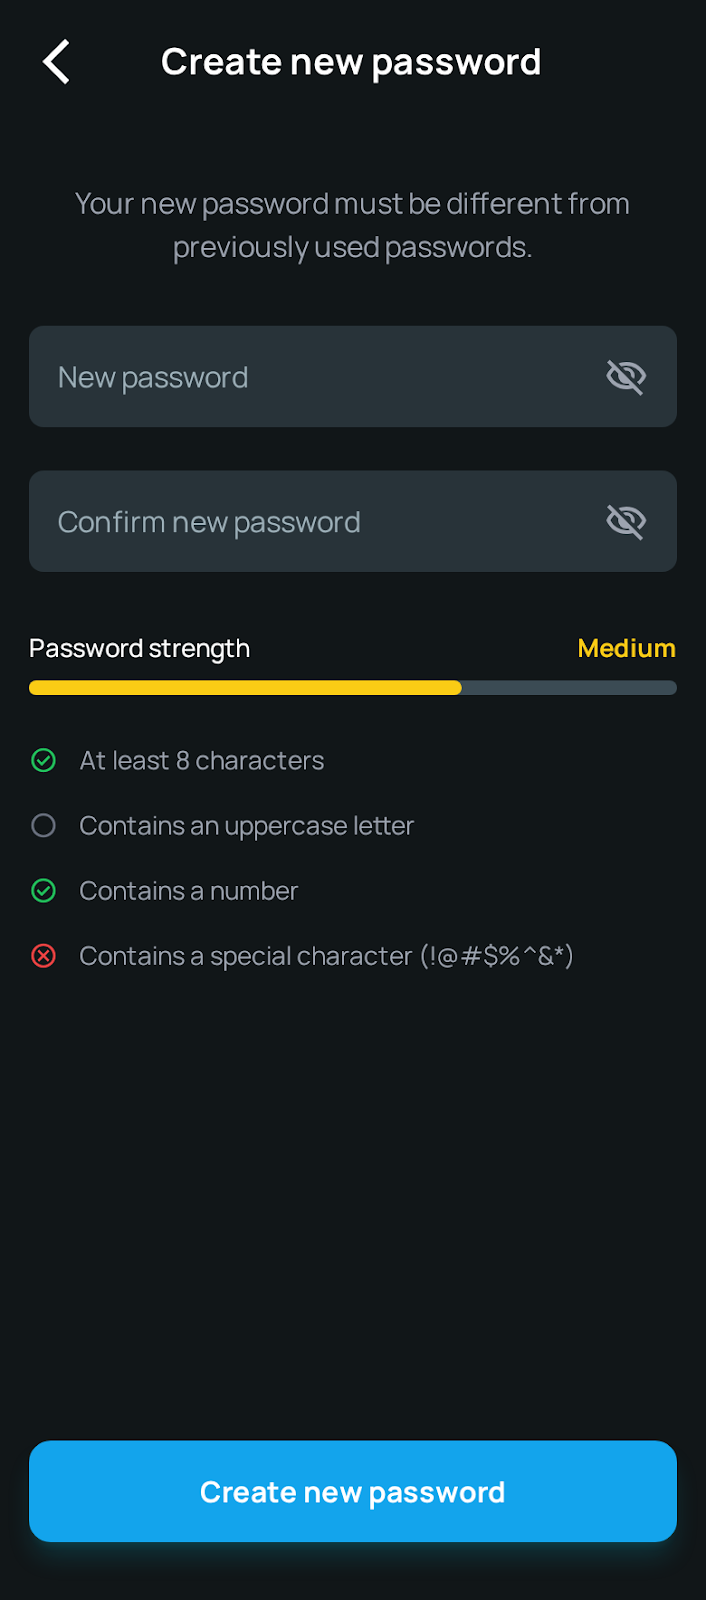 Create new password
Your new password must be different from
previously used passwords.
New password
Confirm new password
Password strength
Medium
At least 8 characters
Contains an uppercase letter
Contains a number
Contains a special character (!@#$%^&*)
Create new password